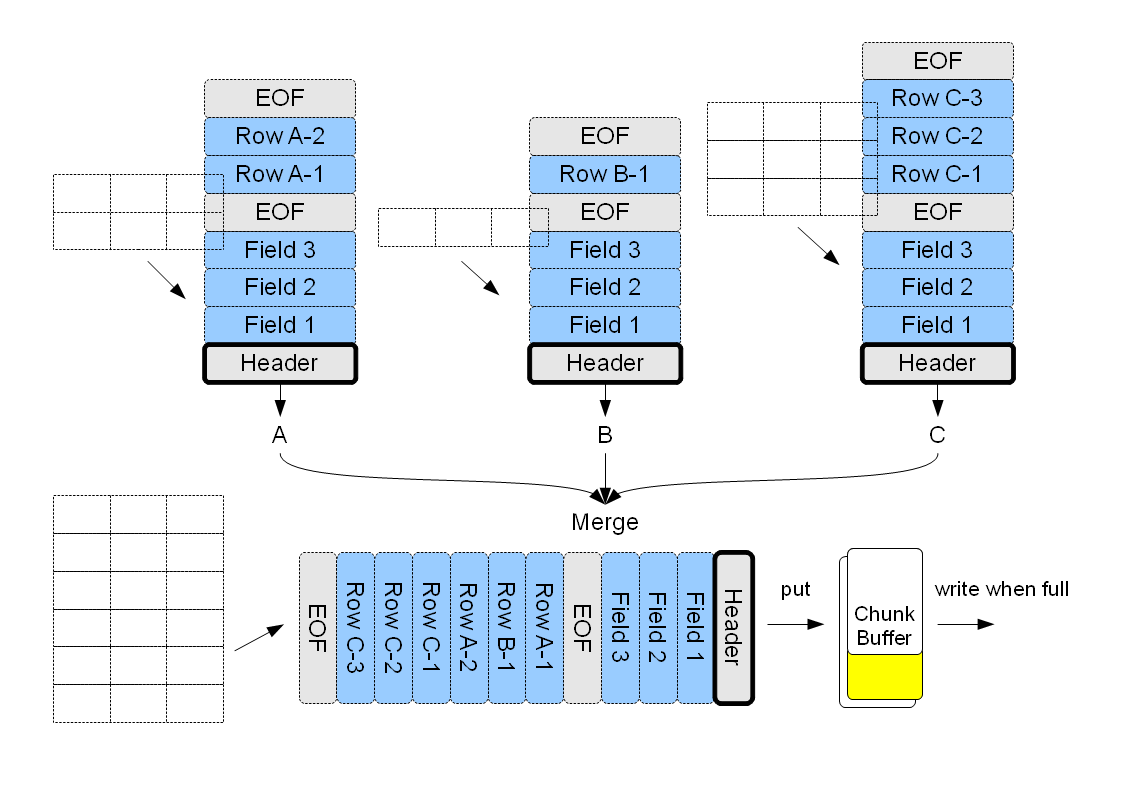 EOF
Row A-2
Row A-1
EOF
Field 3
Field 2
Field 1
Header
A
EOF
Row B-1
EOF
Field 3
Field 2
Field 1
Header
B
EOF
Row C-3
Row C-2
Row C-1
EOF
Field 3
Field 2
Field 1
Header
C
Merge
EOF
Row C-3
Row C-2
Row C-1
Row A-2
Row B-1
Row A-1
EOF
Field 3
Field 2
Field 1
Header
put
Chunk
Buffer
write when full